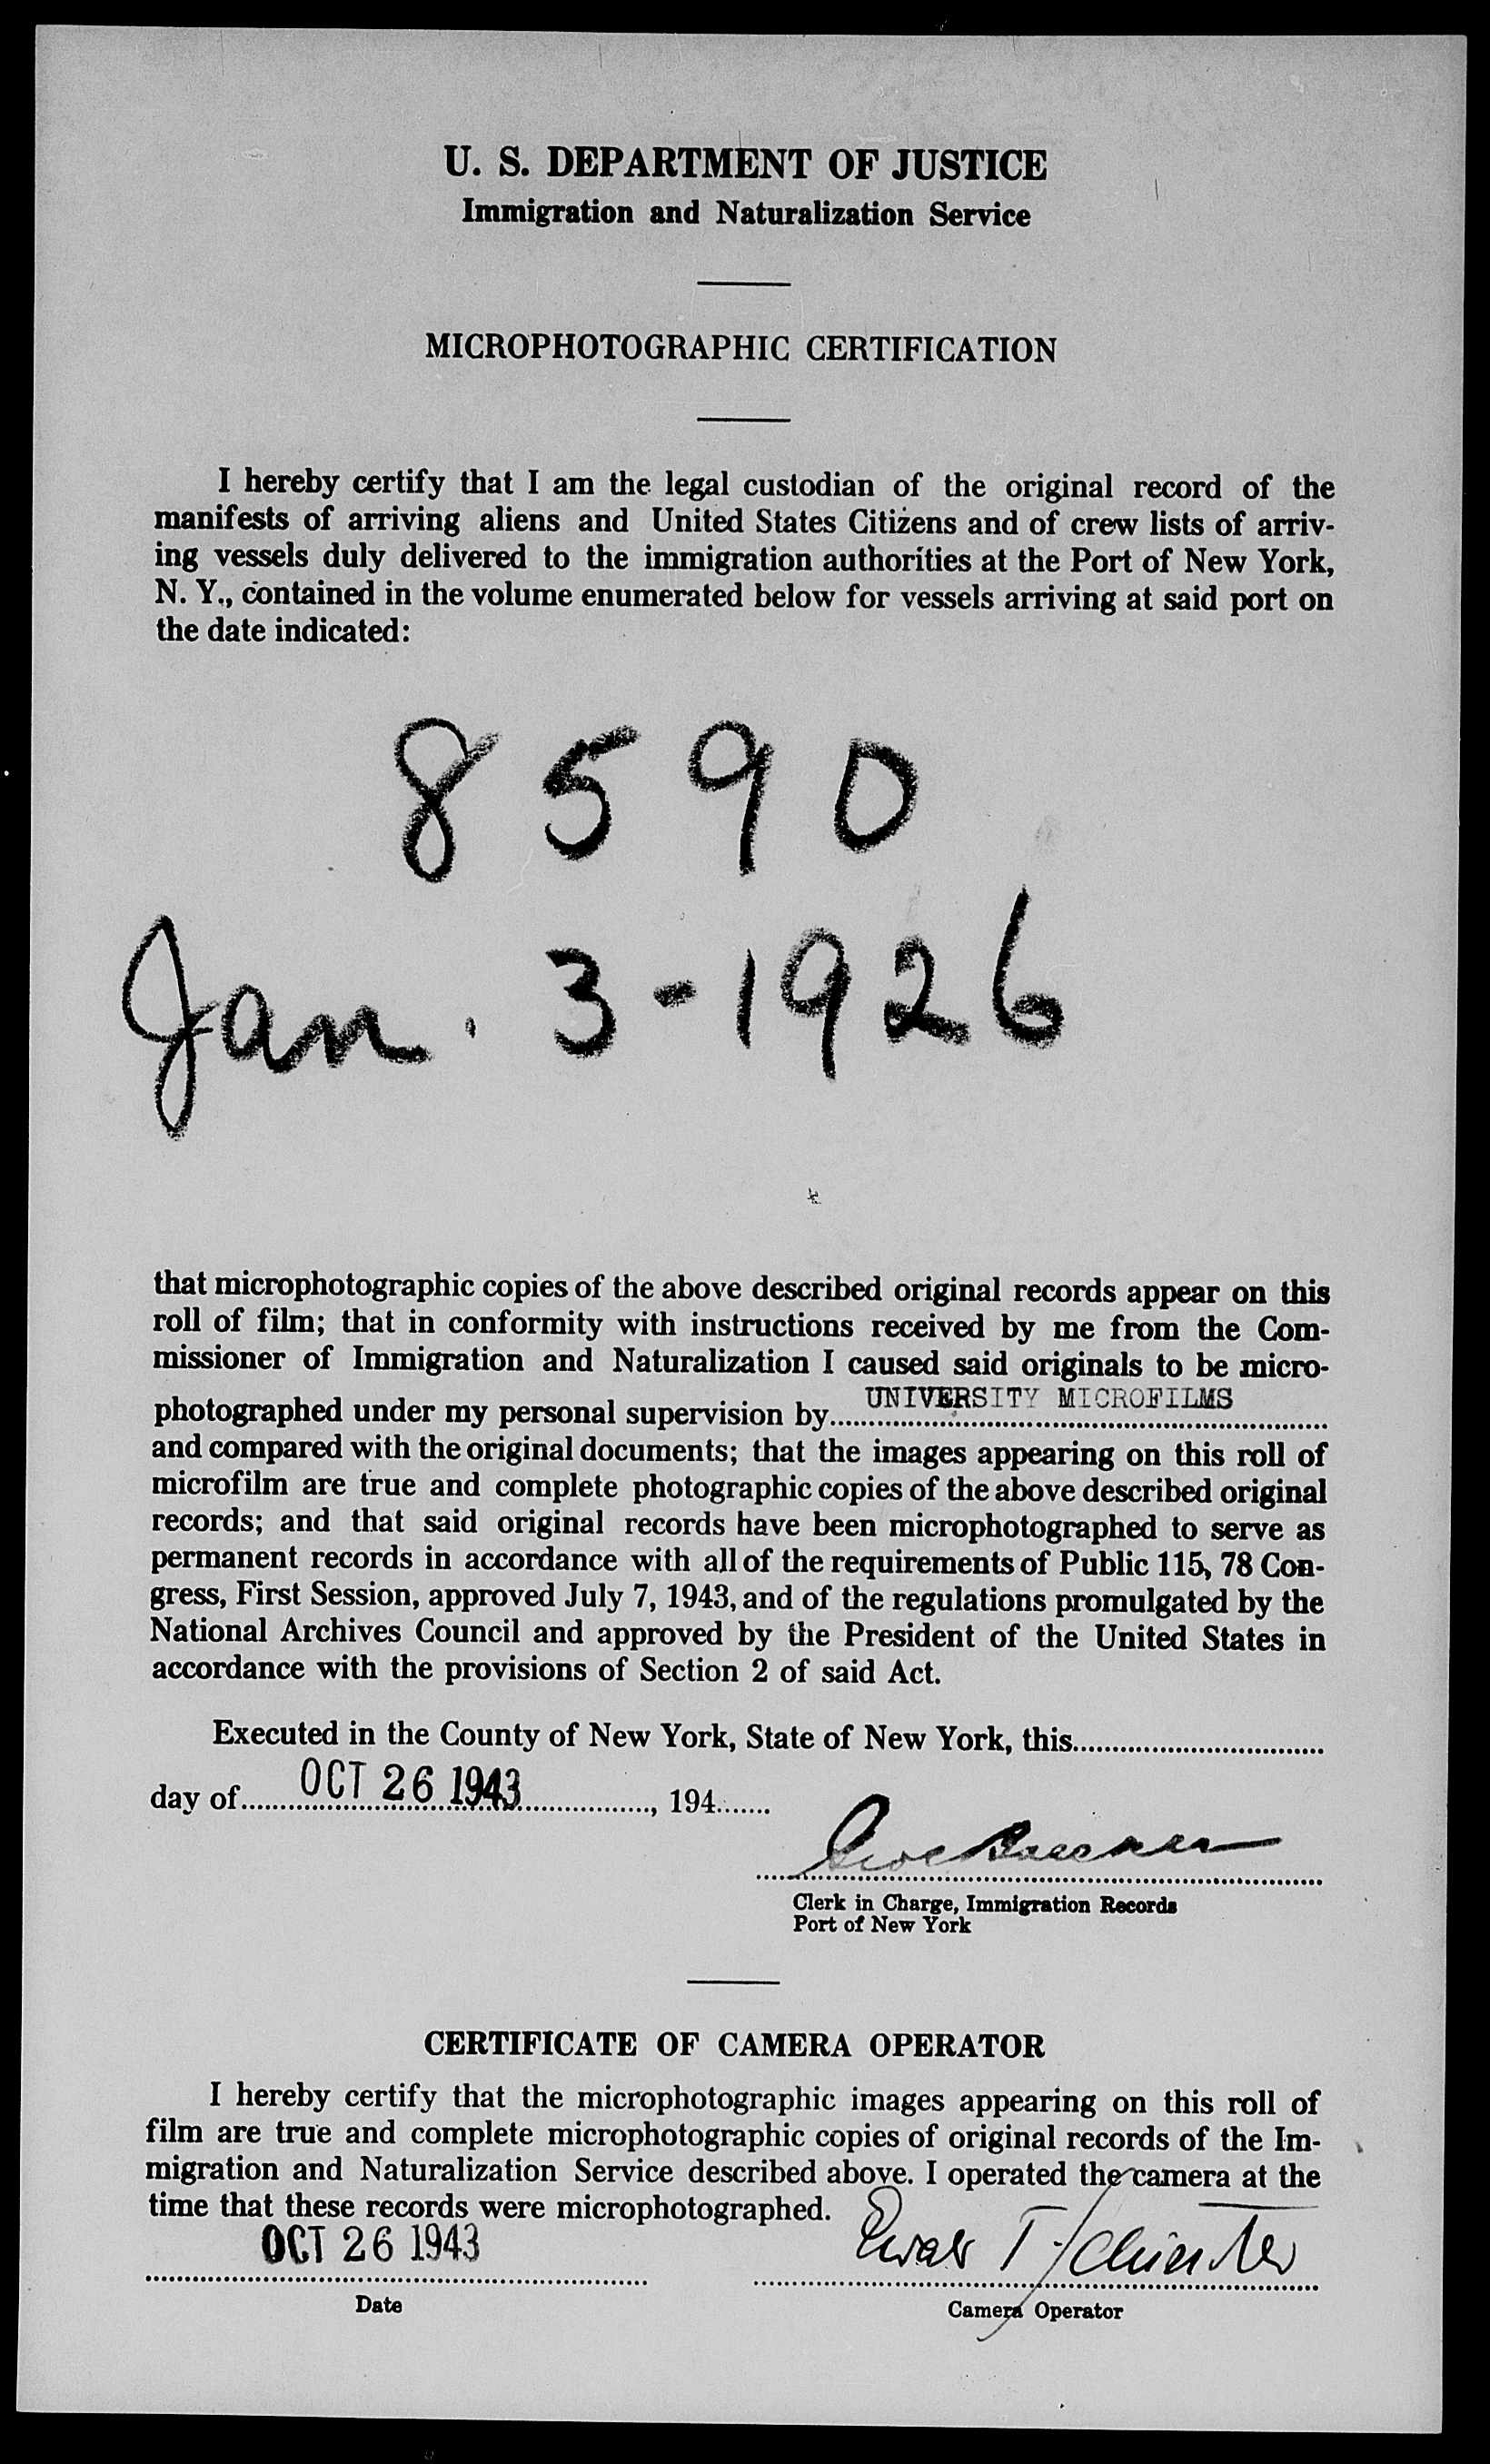 U. S. DEPARTMENT OF JUSTICE
Immigration and Naturalization Service
MICROPHOTOGRAPHIC CERTIFICATION
I hereby certify that I am the legal custodian of the original record of the
manifests of arriving aliens and United States Citizens and of crew lists of arriv-
ing vessels duly delivered to the immigration authorities at the Port of New York,
N. Y., contained in the volume enumerated below for vessels arriving at said port on
the date indicated:
8590
Jan. 3-1926
that microphotographic copies of the above described original records appear on this
roll of film; that in conformity with instructions received by me from the Com-
missioner of Immigration and Naturalization I caused said originals to be micro-
photographed under my personal supervision by UNIVERSITY MICROFILMS
and compared with the original documents; that the images appearing on this roll of
microfilm are true and complete photographic copies of the above described original
records; and that said original records have been microphotographed to serve as
permanent records in accordance with all of the requirements of Public 115, 78 Con-
gress, First Session, approved July 7, 1943, and of the regulations promulgated by the
National Archives Council and approved by the President of the United States in
accordance with the provisions of Section 2 of said Act.
Executed in the County of New York, State of New York, this
day of OCT 26 1943, 194
Clerk in Charge, Immigration Records
Port of New York
CERTIFICATE OF CAMERA OPERATOR
I hereby certify that the microphotographic images appearing on this roll of
film are true and complete microphotographic copies of original records of the Im-
migration and Naturalization Service described above. I operated the camera at the
time that these records were microphotographed.
OCT 26 1943
Date
Camera Operator